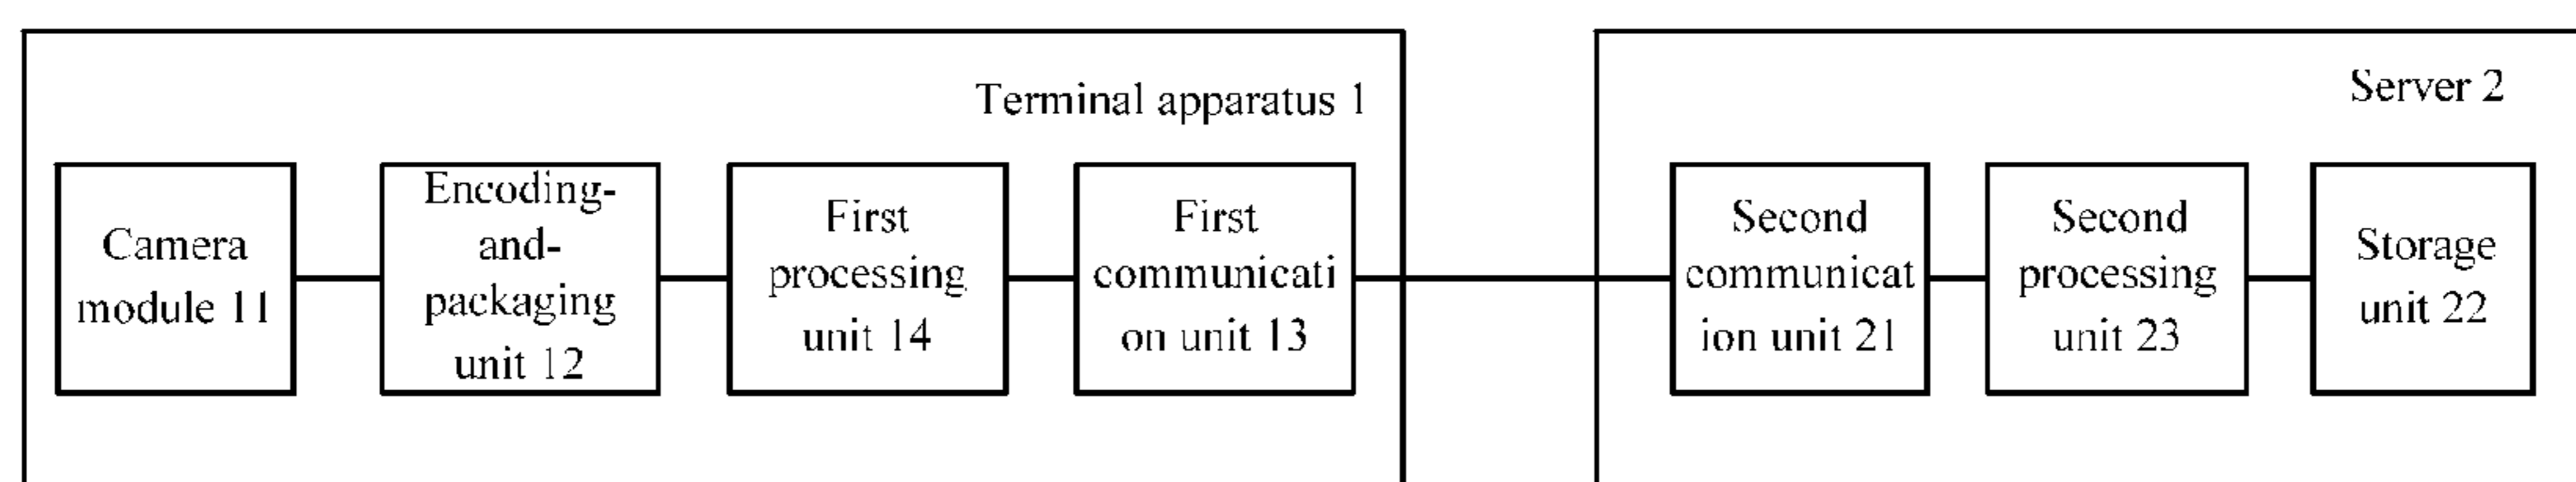 Terminal apparatus 1
Server 2
Camera
module 11
Encoding-
and-
packaging
unit 12
First
processing
unit 14
First
communicati
on unit 13
Second
communicat
ion unit 21
Second
processing
unit 23
Storage
unit 22